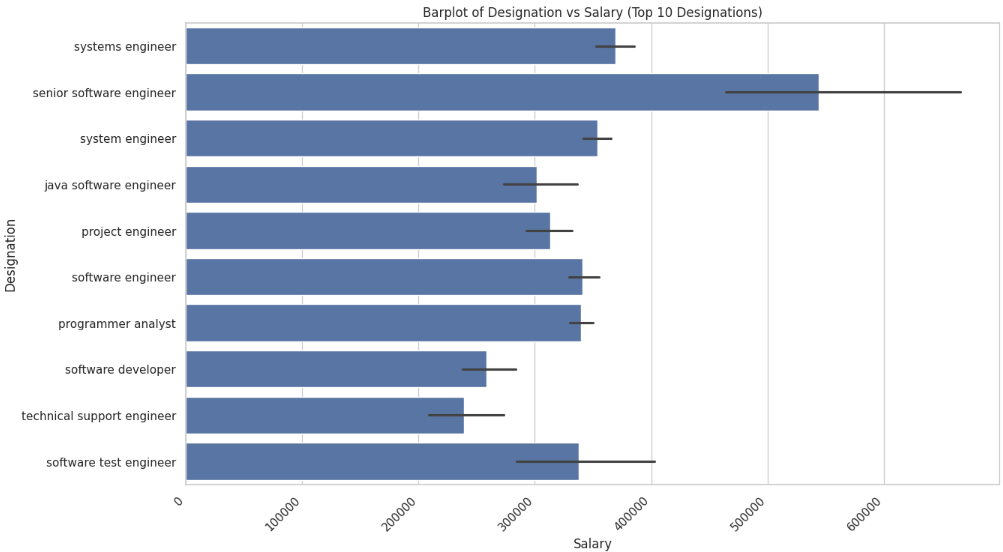 Barplot of Designation vs Salary (Top 10 Designations)
Designation
systems engineer
senior software engineer
system engineer
java software engineer
project engineer
software engineer
programmer analyst
software developer
technical support engineer
software test engineer
0
100000
200000
300000
400000
500000
600000
Salary